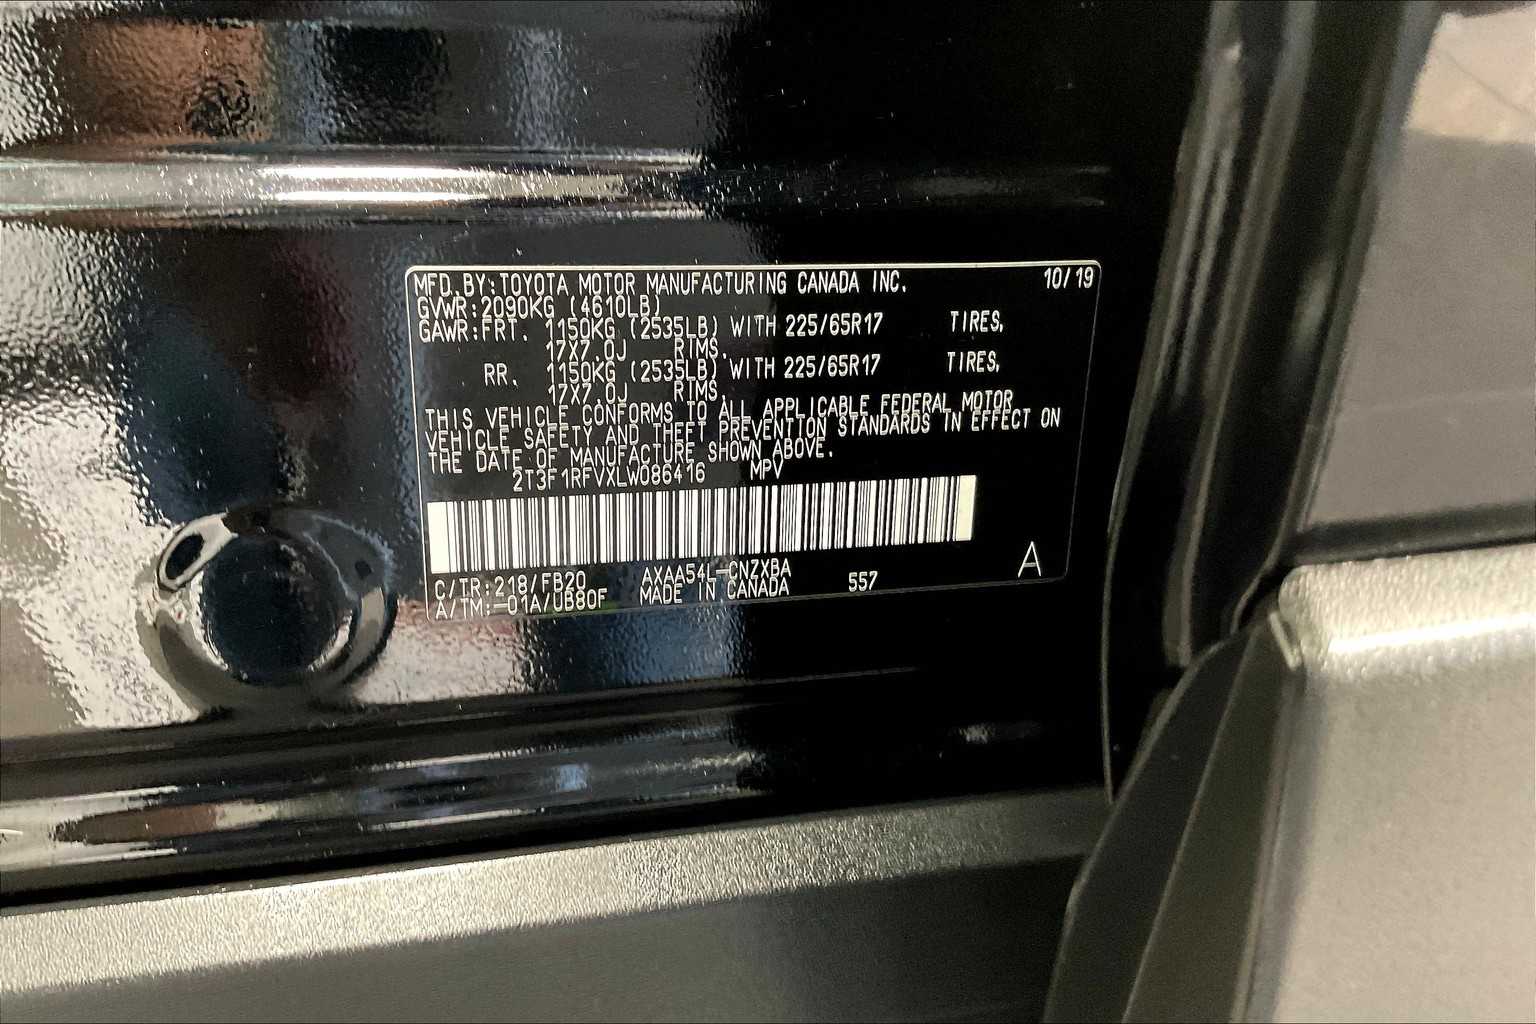 MFD.BY:TOYOTA MOTOR MANUFACTURING CANADA INC. 10/19
GVWR:2090KG (4610LB)
GAWR:FRT. 1150KG (2535LB) WITH 225/65R17 TIRES,
17X7.0J RIMS.
RR. 1150KG (2535LB) WITH 225/65R17 TIRES,
17X7.0J RIMS.
THIS VEHICLE CONFORMS TO ALL APPLICABLE FEDERAL MOTOR
VEHICLE SAFETY AND THEFT PREVENTION STANDARDS IN EFFECT ON
THE DATE OF MANUFACTURE SHOWN ABOVE.
2T3F1RFVXLW086416 MPV
C/TR:218/FB20 AXAA54L-CNZXBA
A/TM:-01A/UB80F MADE IN CANADA 557 A